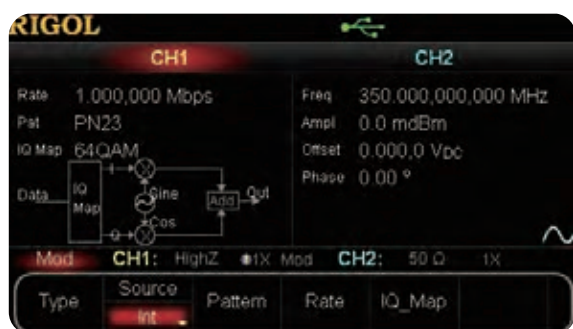 RIGOL
CH1
CH2
Rate 1.000,000 Mbps
Pat PN23
IQ Map 64QAM
Data
IQ Map
I
Q
Sine
Cos
Add
Out
Freq 350.000,000,000 MHz
Ampl 0.0 mdBm
Offset 0.000,0 VDC
Phase 0.00 °
Mod CH1: HighZ 1X Mod CH2: 50 Ω 1X
Type
Source
Int
Pattern
Rate
IQ_Map